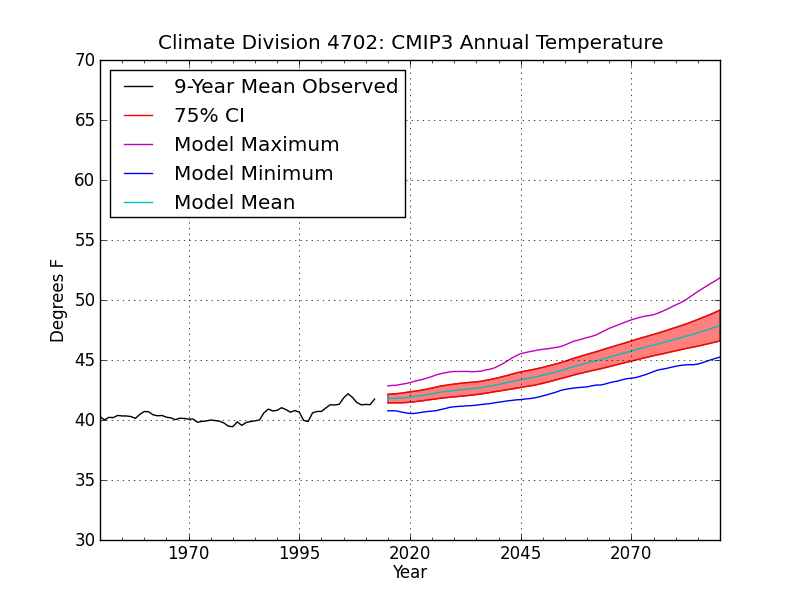 Climate Division 4702: CMIP3 Annual Temperature
70
65
60
55
50
45
40
35
30
Degrees F
9-Year Mean Observed
75% CI
Model Maximum
Model Minimum
Model Mean
1970 1995 2020 2045 2070
Year